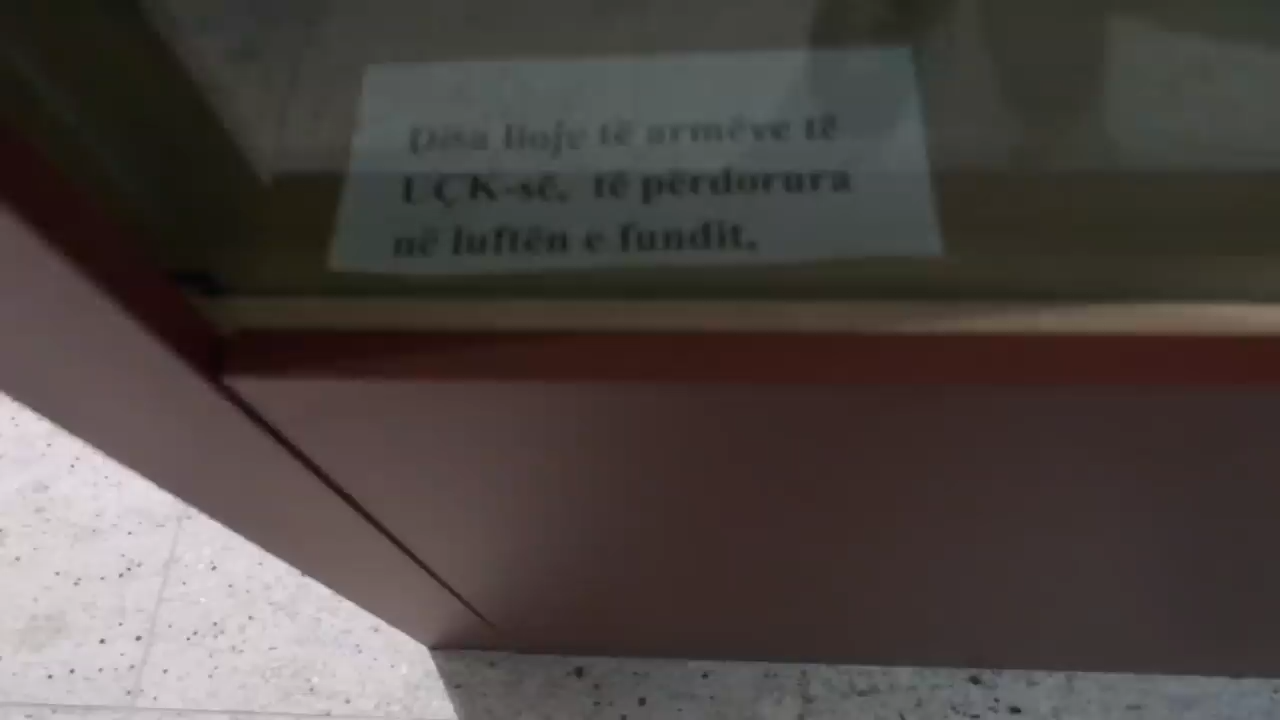 Disa lloje të armëve të
UÇK-së, të përdorura
në luftën e fundit.